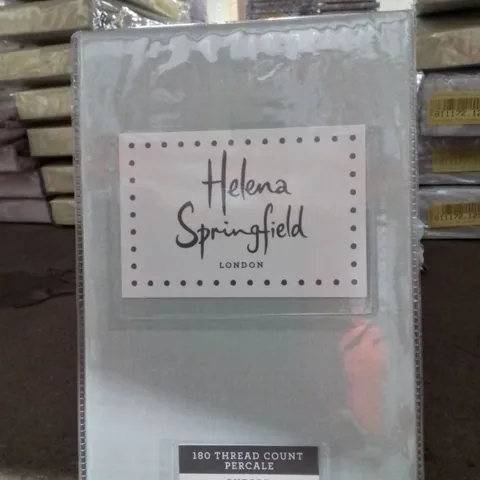 Helena
Springfield
LONDON
180 THREAD COUNT
PERCALE